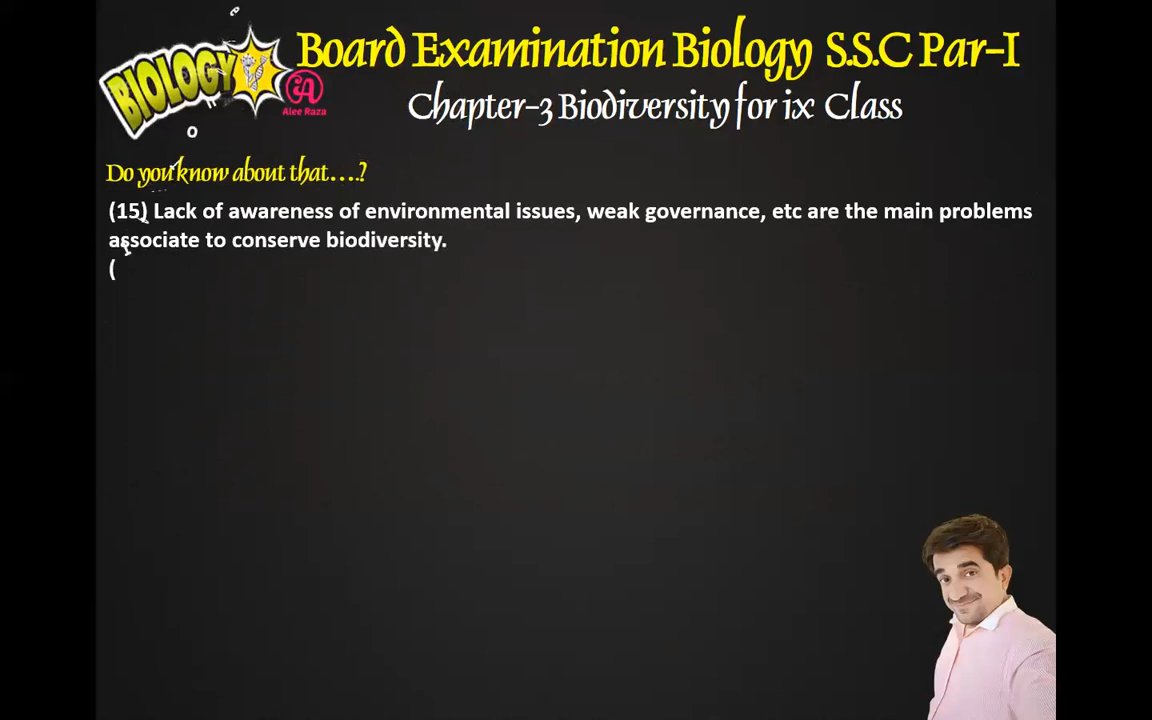 BIOLOGY
Alee Raza
Board Examination Biology S.S.C Par-I
Chapter-3 Biodiversity for ix Class
Do you know about that....?
(15) Lack of awareness of environmental issues, weak governance, etc are the main problems
associate to conserve biodiversity.
(